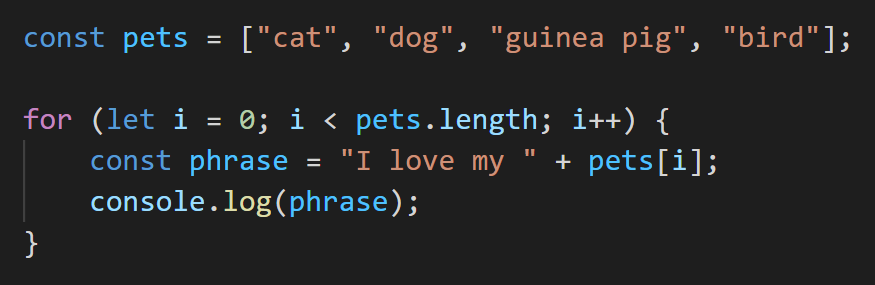 const pets = ["cat", "dog", "guinea pig", "bird"];
for (let i = 0; i < pets.length; i++) {
    const phrase = "I love my " + pets[i];
    console.log(phrase);
}